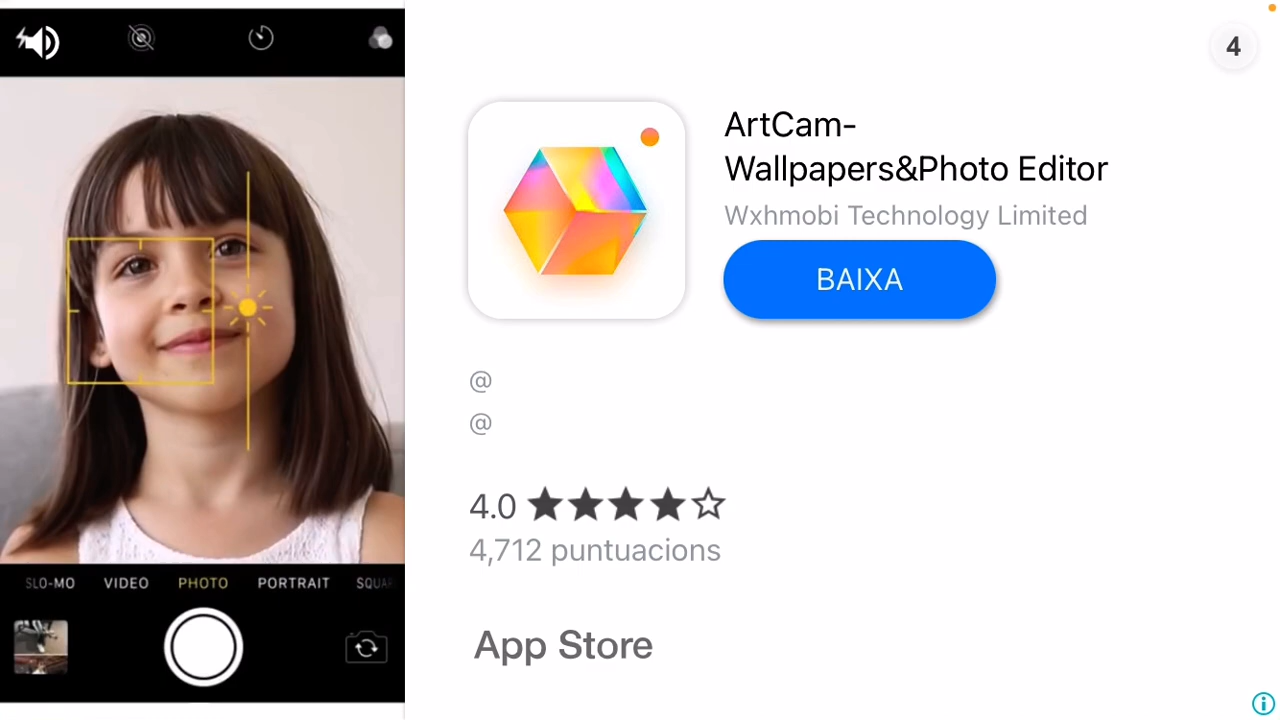 SLO-MO VIDEO PHOTO PORTRAIT SQUAR
4
ArtCam-
Wallpapers&Photo Editor
Wxhmobi Technology Limited
BAIXA
@
@
4.0
4,712 puntuacions
App Store